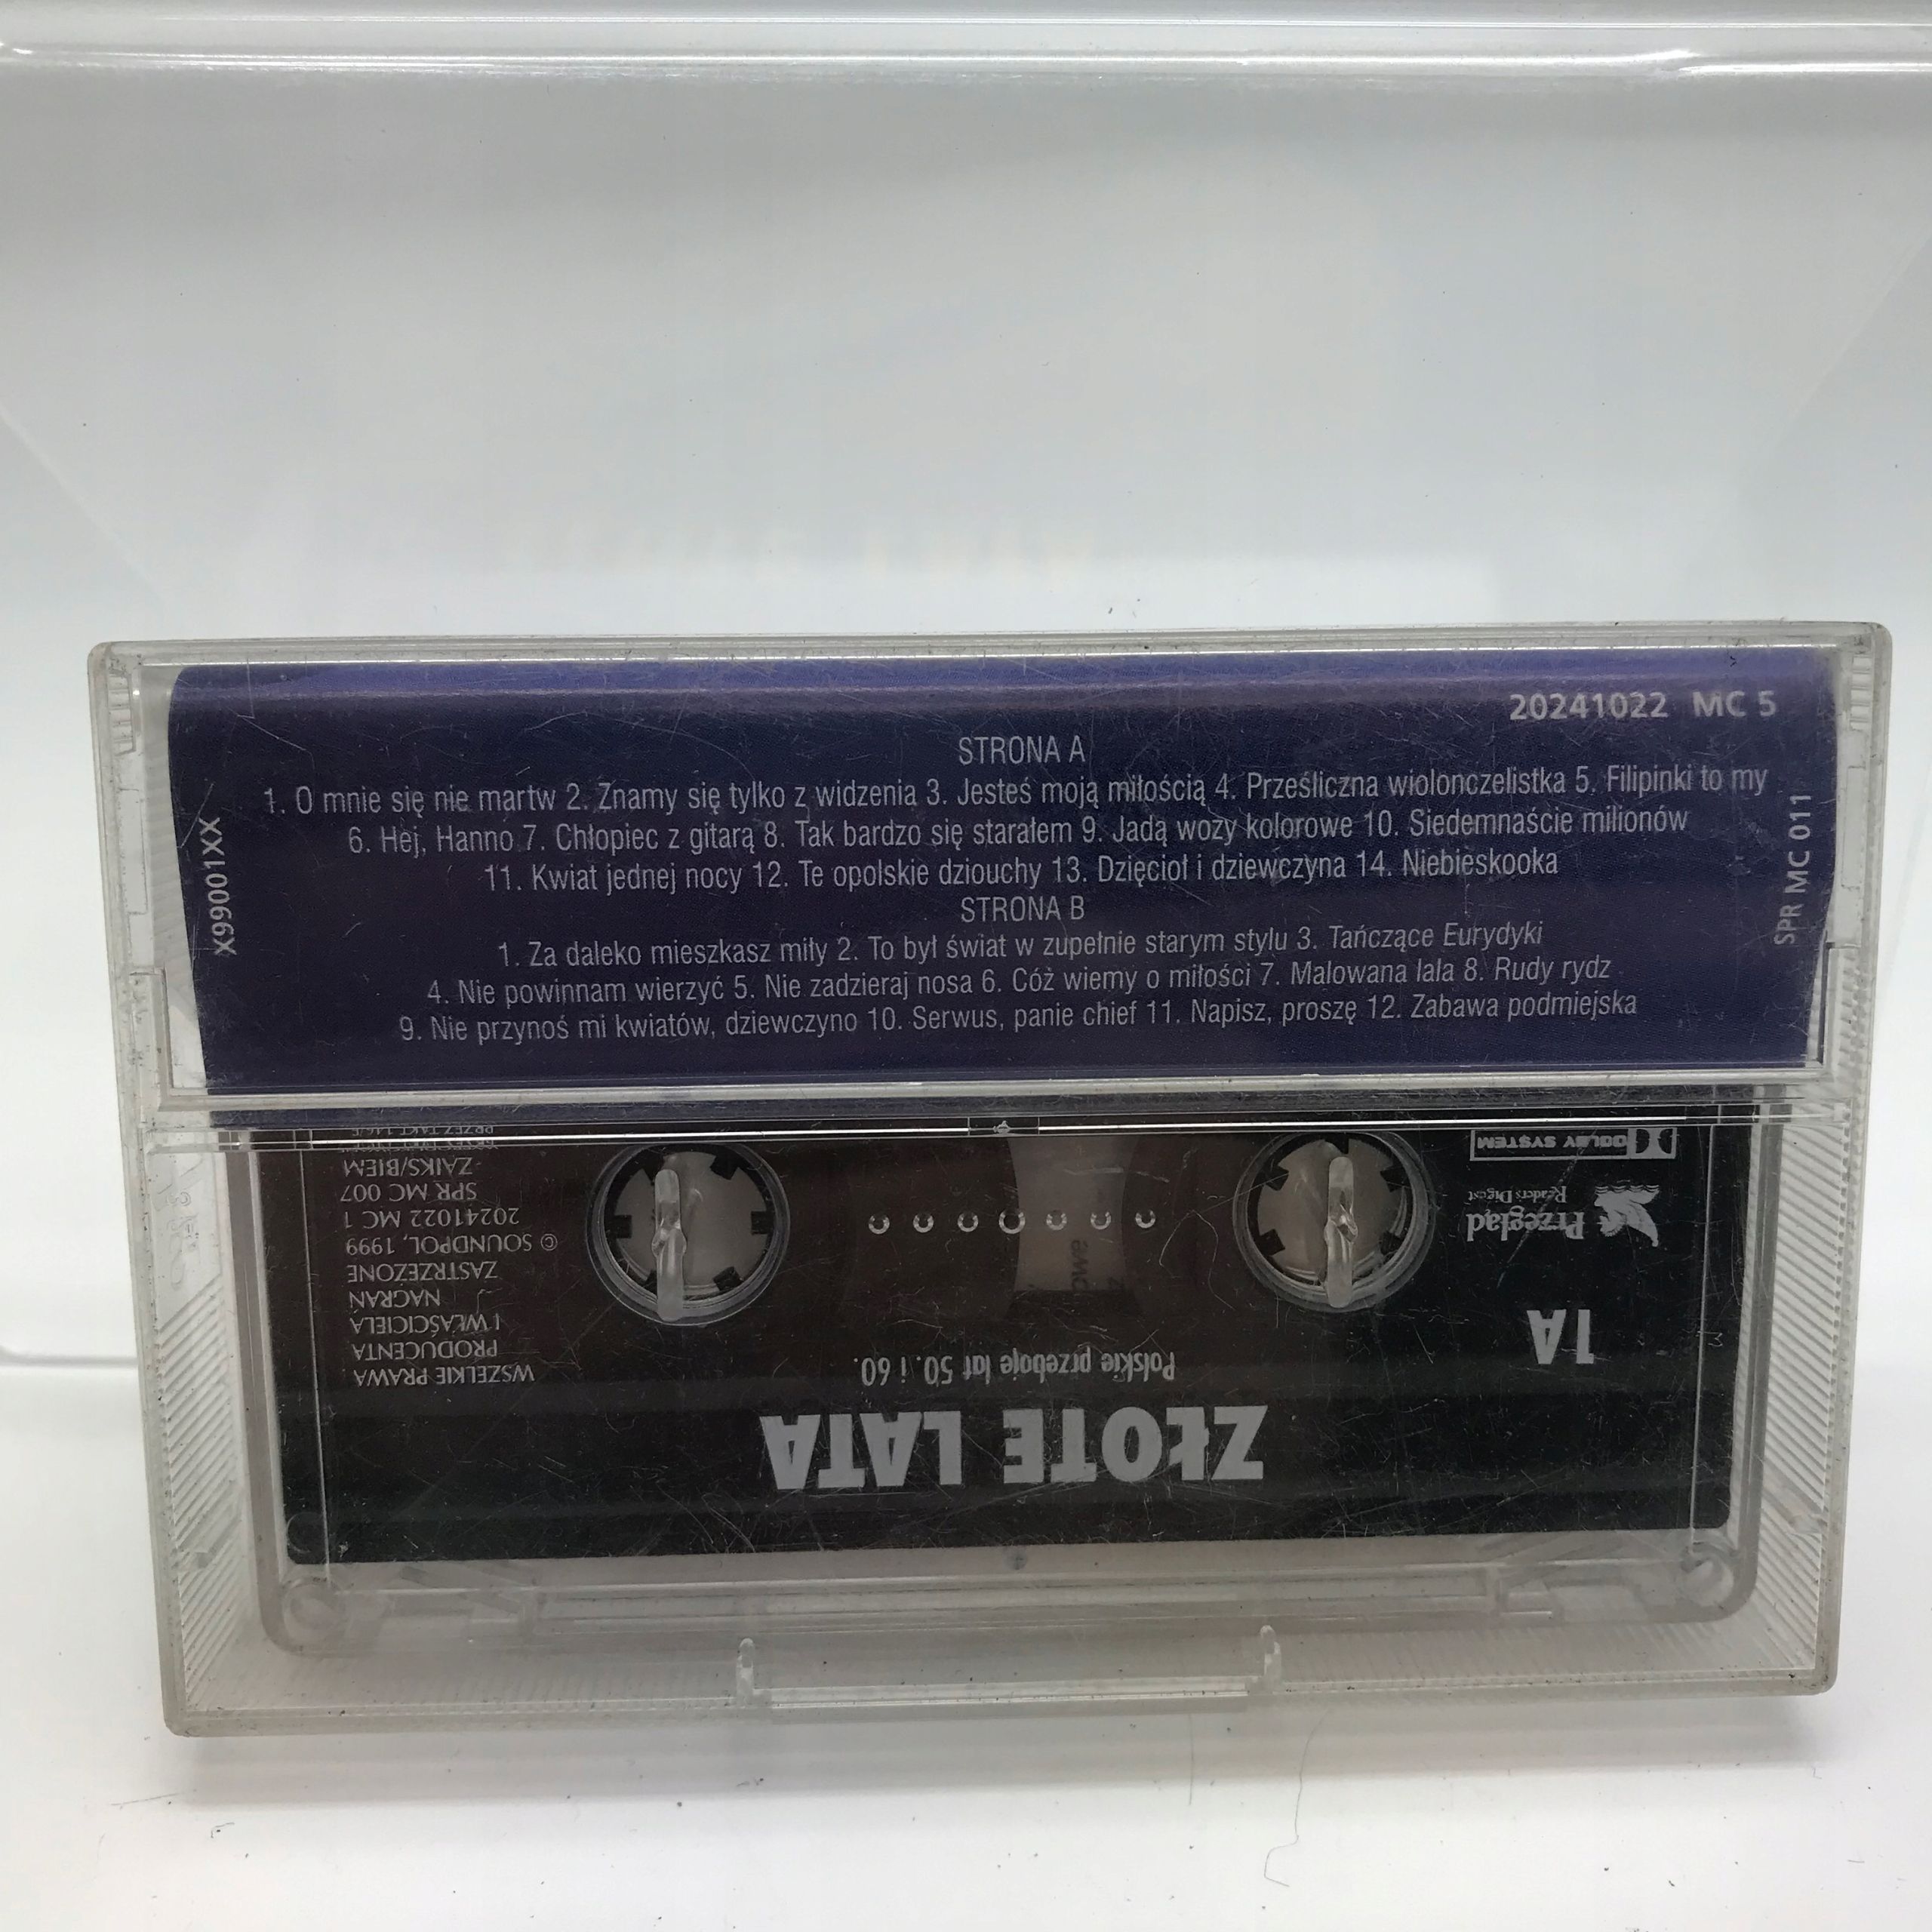 20241022 MC 5
STRONA A
1. O mnie się nie martw 2. Znamy się tylko z widzenia 3. Jesteś moją miłością 4. Prześliczna wiolonczelistka 5. Filipinki to my
6. Hej, Hanno 7. Chłopiec z gitarą 8. Tak bardzo się starałem 9. Jadą wozy kolorowe 10. Siedemnaście milionów
11. Kwiat jednej nocy 12. Te opolskie dziouchy 13. Dzięcioł i dziewczyna 14. Niebieskooka
STRONA B
1. Za daleko mieszkasz miły 2. To był świat w zupełnie starym stylu 3. Tańczące Eurydyki
4. Nie powinnam wierzyć 5. Nie zadzieraj nosa 6. Cóż wiemy o miłości 7. Malowana lala 8. Rudy rydz
9. Nie przynoś mi kwiatów, dziewczyno 10. Serwus, panie chief 11. Napisz, proszę 12. Zabawa podmiejska
X99001XX
SPR MC 011
ZŁOTE LATA
Polskie przeboje lat 50. i 60.
1A
WSZELKIE PRAWA
PRODUCENTA
I WŁAŚCICIELA
NAGRAŃ
ZASTRZEŻONE
© SOUNDPOL, 1999
20241022 MC 1
SPR MC 007
ZAIKS/BIEM
Przegląd
Reader's Digest
DOLBY SYSTEM